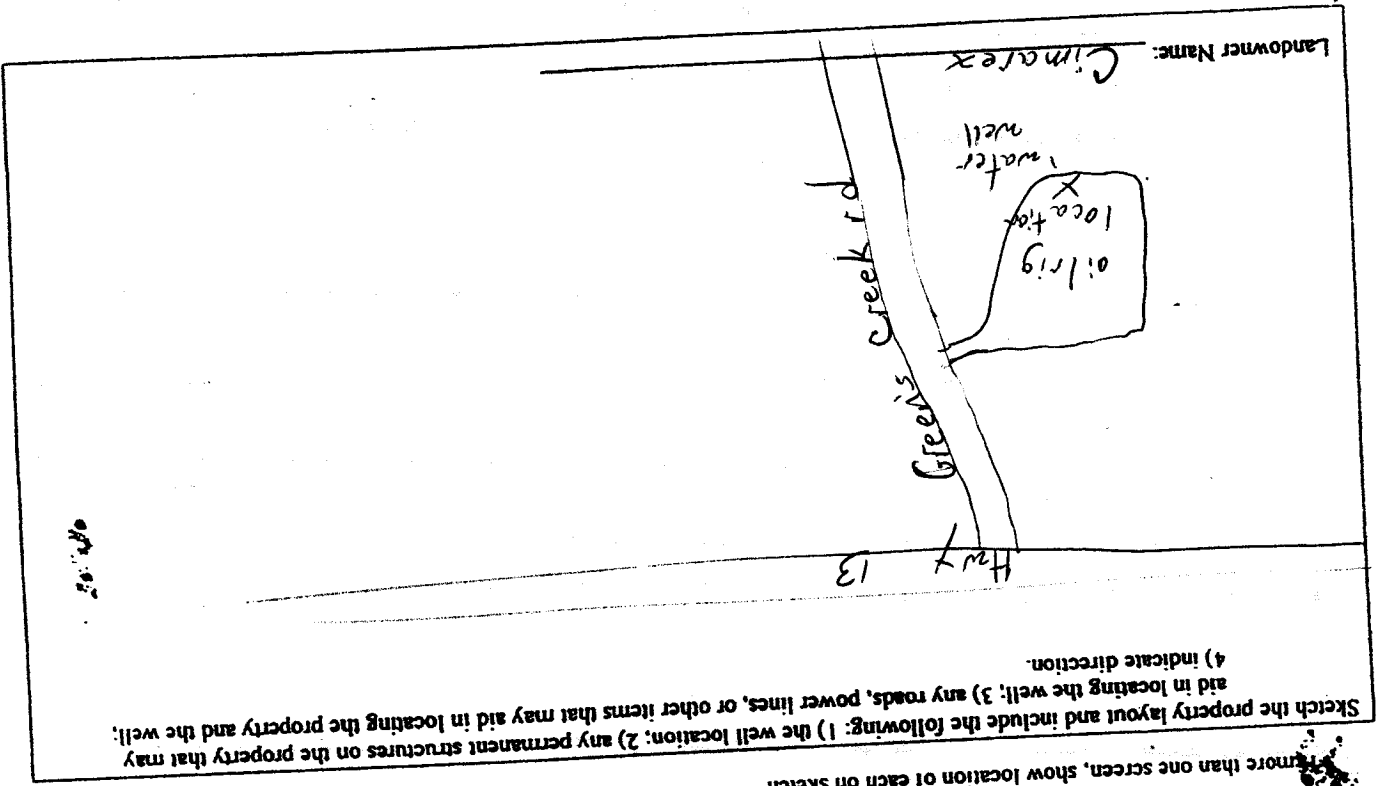 more than one screen, show location of each on sketch
Sketch the property layout and include the following: 1) the well location; 2) any permanent structures on the property that may
aid in locating the well; 3) any roads, power lines, or other items that may aid in locating the property and the well;
4) indicate direction.
Hwy 13
Green's Creek rd
oil rig
location
X
water
well
Landowner Name: Cimarex